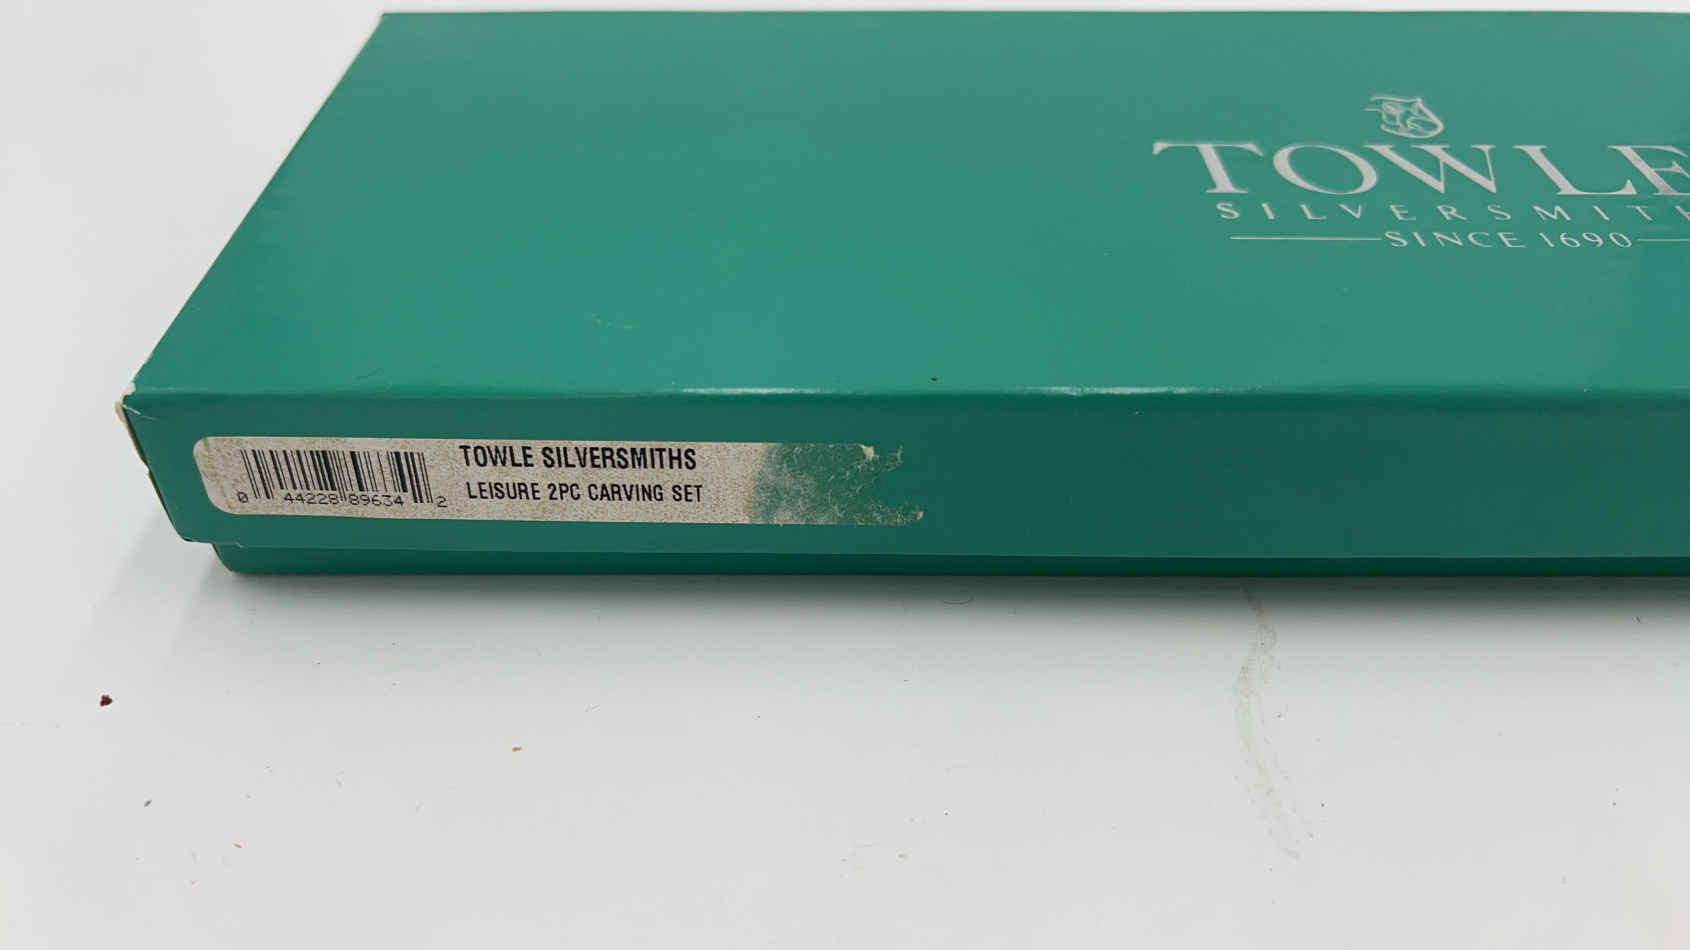 TOWLE
SILVERSMITH
SINCE 1690
TOWLE SILVERSMITHS
LEISURE 2PC CARVING SET
0 44228 89634 2